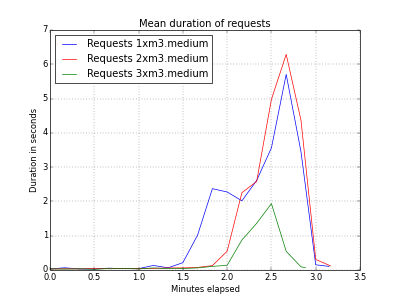 Mean duration of requests
7
6
5
4
3
2
1
0
Duration in seconds
Requests 1xm3.medium
Requests 2xm3.medium
Requests 3xm3.medium
0.0 0.5 1.0 1.5 2.0 2.5 3.0 3.5
Minutes elapsed